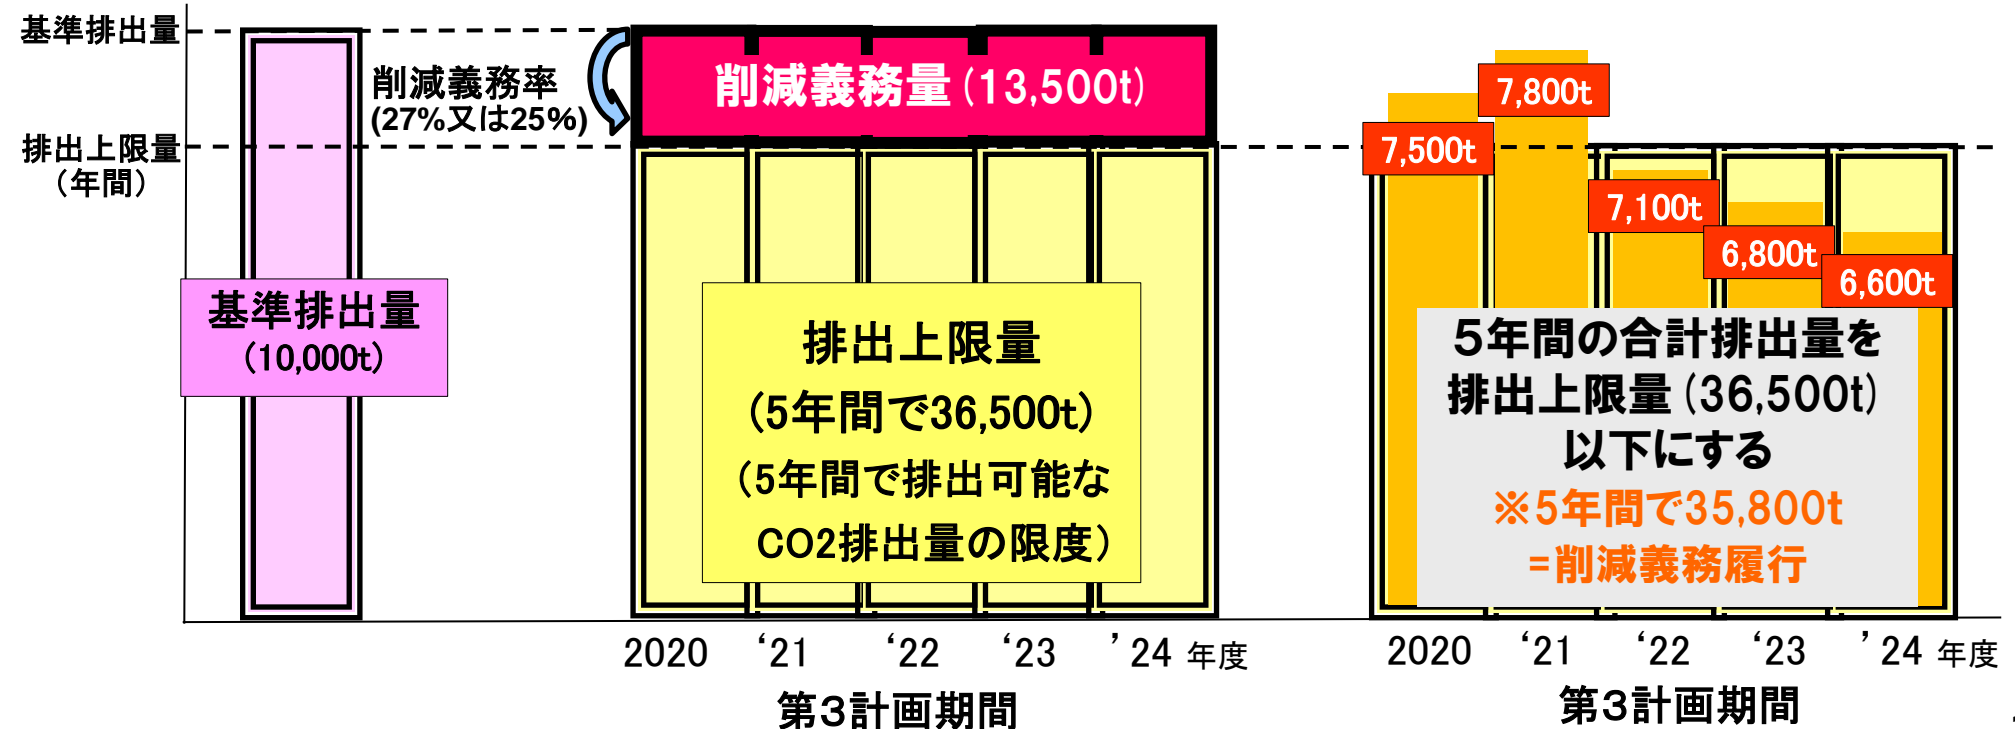 基準排出量
削減義務率
(27%又は25%)
排出上限量
（年間）
基準排出量
(10,000t)
削減義務量(13,500t)
排出上限量
（5年間で36,500t）
（5年間で排出可能な
CO2排出量の限度）
2020 ‘21 ‘22 ‘23 ’24 年度
第３計画期間
7,500t
7,800t
7,100t
6,800t
6,600t
５年間の合計排出量を
排出上限量(36,500t)
以下にする
※5年間で35,800t
=削減義務履行
2020 ‘21 ‘22 ‘23 ’24 年度
第３計画期間